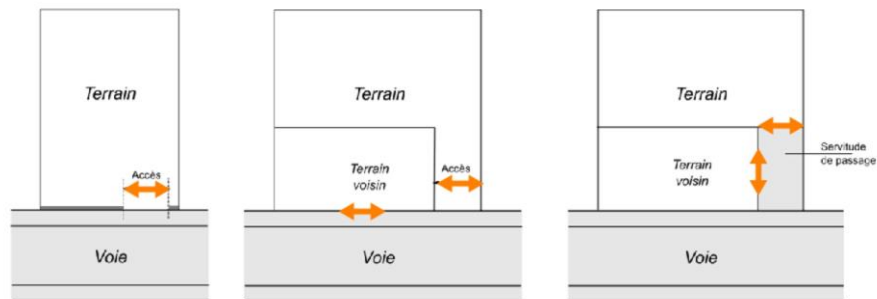 Terrain
Accès
Voie
Terrain
Terrain
voisin
Accès
Voie
Terrain
Servitude
de passage
Terrain
voisin
Voie